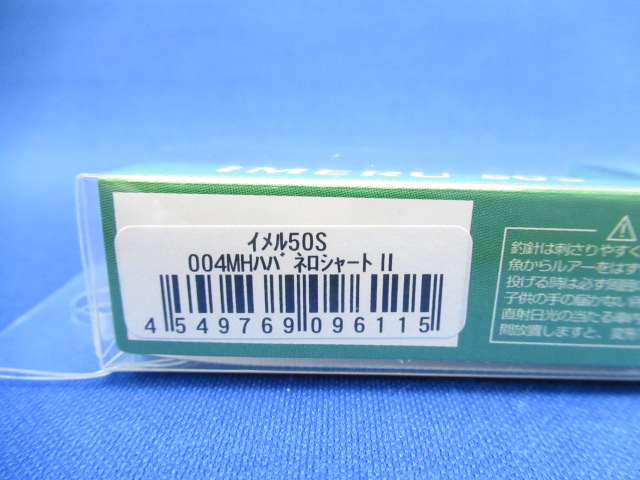 イメル50S
004MHハバネロシャートII
4 549769 096115
釣針は刺さりやすく
魚からルアーをはず
投げる時は必ず周囲
子供の手の届かない
直射日光の当たる
間放置しますと、変形